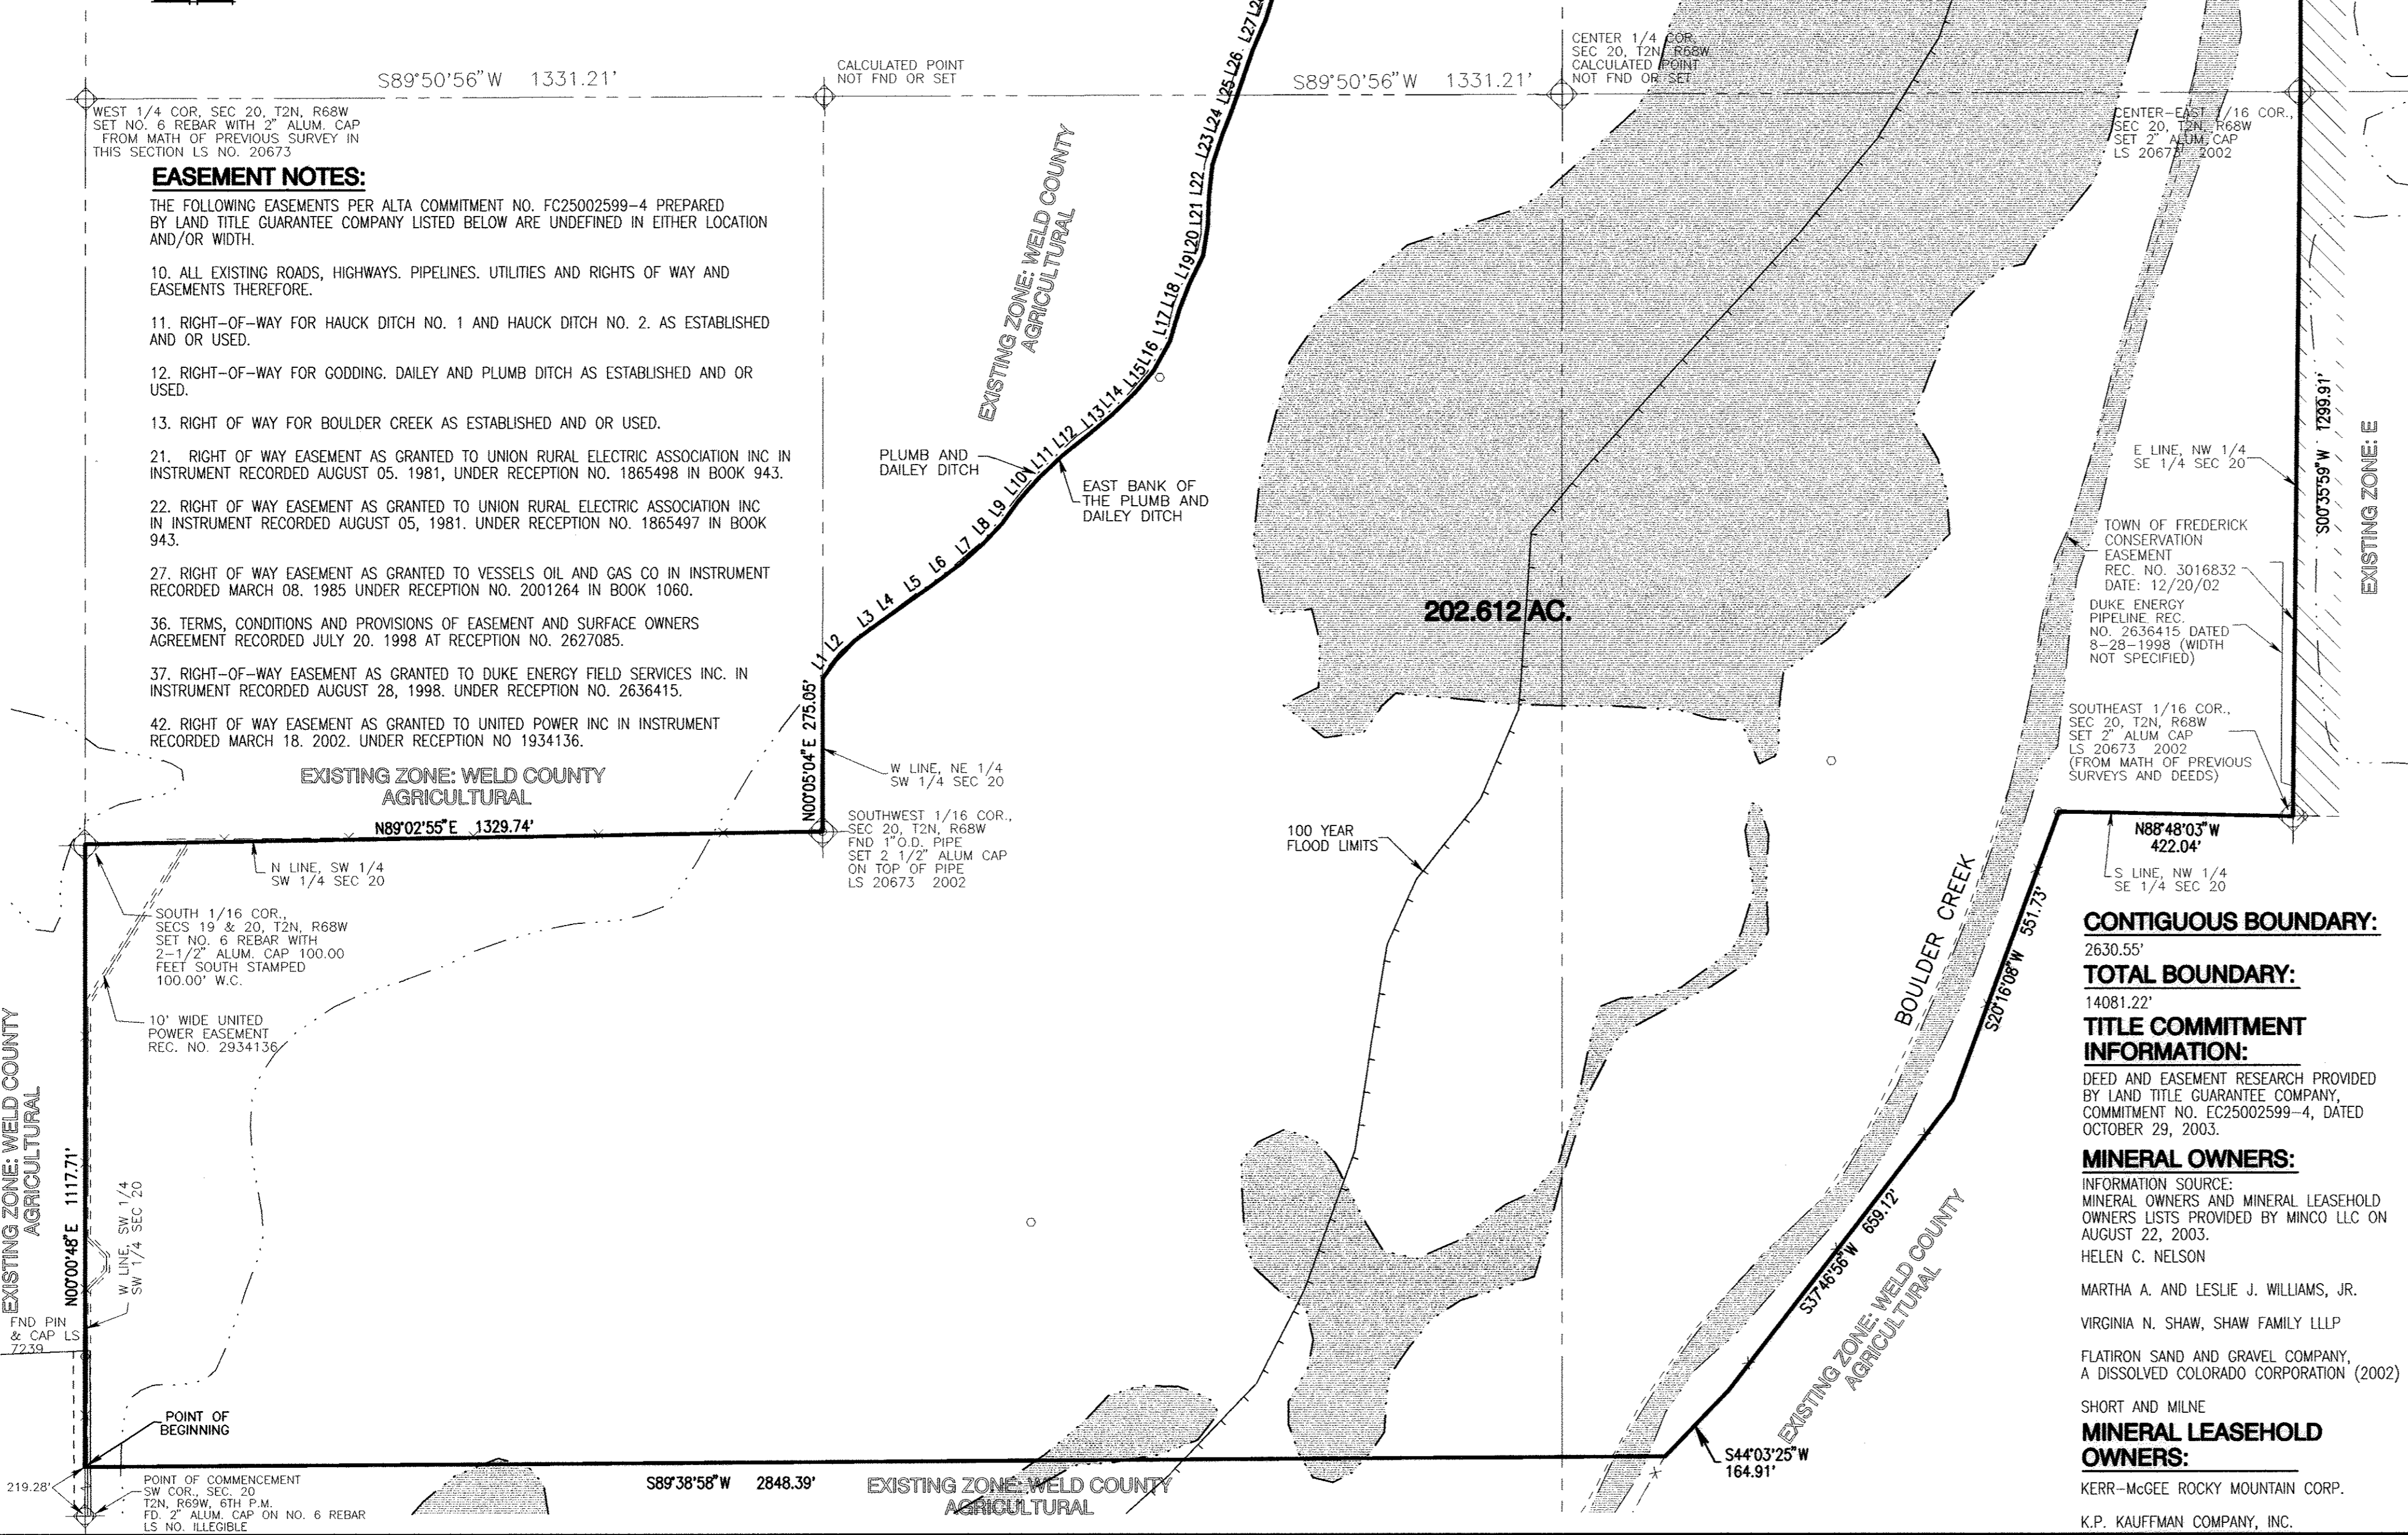 S89°50'56"W 1331.21'
CALCULATED POINT
NOT FND OR SET
S89°50'56"W 1331.21'
CENTER 1/4 COR.
SEC 20, T2N, R68W
CALCULATED POINT
NOT FND OR SET
WEST 1/4 COR, SEC 20, T2N, R68W
SET NO. 6 REBAR WITH 2" ALUM. CAP
FROM MATH OF PREVIOUS SURVEY IN
THIS SECTION LS NO. 20673
CENTER-EAST 1/16 COR.,
SEC 20, T2N, R68W
SET 2" ALUM CAP
LS 20673 2002
EASEMENT NOTES:
THE FOLLOWING EASEMENTS PER ALTA COMMITMENT NO. FC25002599-4 PREPARED
BY LAND TITLE GUARANTEE COMPANY LISTED BELOW ARE UNDEFINED IN EITHER LOCATION
AND/OR WIDTH.
10. ALL EXISTING ROADS, HIGHWAYS. PIPELINES. UTILITIES AND RIGHTS OF WAY AND
EASEMENTS THEREFORE.
11. RIGHT-OF-WAY FOR HAUCK DITCH NO. 1 AND HAUCK DITCH NO. 2. AS ESTABLISHED
AND OR USED.
12. RIGHT-OF-WAY FOR GODDING. DAILEY AND PLUMB DITCH AS ESTABLISHED AND OR
USED.
13. RIGHT OF WAY FOR BOULDER CREEK AS ESTABLISHED AND OR USED.
21. RIGHT OF WAY EASEMENT AS GRANTED TO UNION RURAL ELECTRIC ASSOCIATION INC IN
INSTRUMENT RECORDED AUGUST 05. 1981, UNDER RECEPTION NO. 1865498 IN BOOK 943.
22. RIGHT OF WAY EASEMENT AS GRANTED TO UNION RURAL ELECTRIC ASSOCIATION INC
IN INSTRUMENT RECORDED AUGUST 05, 1981. UNDER RECEPTION NO. 1865497 IN BOOK
943.
27. RIGHT OF WAY EASEMENT AS GRANTED TO VESSELS OIL AND GAS CO IN INSTRUMENT
RECORDED MARCH 08. 1985 UNDER RECEPTION NO. 2001264 IN BOOK 1060.
36. TERMS, CONDITIONS AND PROVISIONS OF EASEMENT AND SURFACE OWNERS
AGREEMENT RECORDED JULY 20. 1998 AT RECEPTION NO. 2627085.
37. RIGHT-OF-WAY EASEMENT AS GRANTED TO DUKE ENERGY FIELD SERVICES INC. IN
INSTRUMENT RECORDED AUGUST 28, 1998. UNDER RECEPTION NO. 2636415.
42. RIGHT OF WAY EASEMENT AS GRANTED TO UNITED POWER INC IN INSTRUMENT
RECORDED MARCH 18. 2002. UNDER RECEPTION NO 1934136.
EXISTING ZONE: WELD COUNTY
AGRICULTURAL
L1 L2 L3 L4 L5 L6 L7 L8 L9 L10 L11 L12 L13 L14 L15 L16 L17 L18 L19 L20 L21 L22 L23 L24 L25 L26 L27
EXISTING ZONE: WELD COUNTY
AGRICULTURAL
PLUMB AND
DAILEY DITCH
EAST BANK OF
THE PLUMB AND
DAILEY DITCH
202.612 AC.
E LINE, NW 1/4
SE 1/4 SEC 20
S00°35'59"W 1299.91'
EXISTING ZONE: E
TOWN OF FREDERICK
CONSERVATION
EASEMENT
REC. NO. 3016832
DATE: 12/20/02
DUKE ENERGY
PIPELINE REC.
NO. 2636415 DATED
8-28-1998 (WIDTH
NOT SPECIFIED)
SOUTHEAST 1/16 COR.,
SEC 20, T2N, R68W
SET 2" ALUM CAP
LS 20673 2002
(FROM MATH OF PREVIOUS
SURVEYS AND DEEDS)
N00°05'04"E 275.05'
W LINE, NE 1/4
SW 1/4 SEC 20
N89°02'55"E 1329.74'
N LINE, SW 1/4
SW 1/4 SEC 20
SOUTHWEST 1/16 COR.,
SEC 20, T2N, R68W
FND 1"O.D. PIPE
SET 2 1/2" ALUM CAP
ON TOP OF PIPE
LS 20673 2002
100 YEAR
FLOOD LIMITS
N88°48'03"W
422.04'
S LINE, NW 1/4
SE 1/4 SEC 20
SOUTH 1/16 COR.,
SECS 19 & 20, T2N, R68W
SET NO. 6 REBAR WITH
2-1/2" ALUM. CAP 100.00
FEET SOUTH STAMPED
100.00' W.C.
10' WIDE UNITED
POWER EASEMENT
REC. NO. 2934136
BOULDER CREEK
S20°16'08"W 551.73'
EXISTING ZONE: WELD COUNTY
AGRICULTURAL
N00°00'48"E 1117.71'
W LINE, SW 1/4
SW 1/4 SEC 20
FND PIN
& CAP LS
7239
S37°46'56"W 659.12'
EXISTING ZONE: WELD COUNTY
AGRICULTURAL
POINT OF
BEGINNING
219.28'
POINT OF COMMENCEMENT
SW COR., SEC. 20
T2N, R69W, 6TH P.M.
FD. 2" ALUM. CAP ON NO. 6 REBAR
LS NO. ILLEGIBLE
S89°38'58"W 2848.39'
EXISTING ZONE: WELD COUNTY
AGRICULTURAL
S44°03'25"W
164.91'
CONTIGUOUS BOUNDARY:
2630.55'
TOTAL BOUNDARY:
14081.22'
TITLE COMMITMENT
INFORMATION:
DEED AND EASEMENT RESEARCH PROVIDED
BY LAND TITLE GUARANTEE COMPANY,
COMMITMENT NO. EC25002599-4, DATED
OCTOBER 29, 2003.
MINERAL OWNERS:
INFORMATION SOURCE:
MINERAL OWNERS AND MINERAL LEASEHOLD
OWNERS LISTS PROVIDED BY MINCO LLC ON
AUGUST 22, 2003.
HELEN C. NELSON
MARTHA A. AND LESLIE J. WILLIAMS, JR.
VIRGINIA N. SHAW, SHAW FAMILY LLLP
FLATIRON SAND AND GRAVEL COMPANY,
A DISSOLVED COLORADO CORPORATION (2002)
SHORT AND MILNE
MINERAL LEASEHOLD
OWNERS:
KERR-McGEE ROCKY MOUNTAIN CORP.
K.P. KAUFFMAN COMPANY, INC.